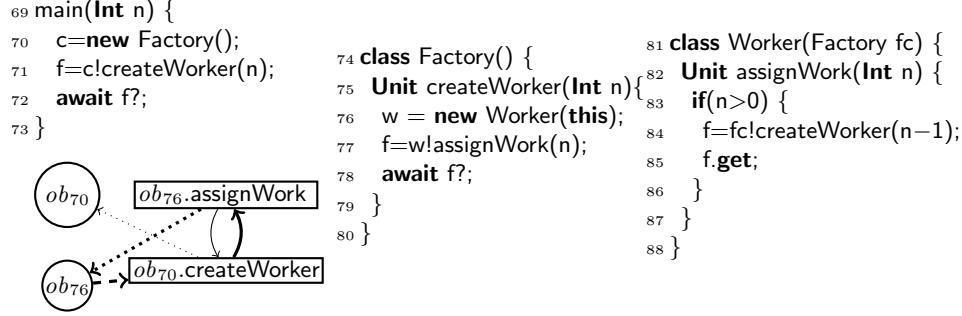 69 main(Int n) {
70 c=new Factory();
71 f=c!createWorker(n);
72 await f?;
73 }
ob70
ob76.assignWork
ob76
ob70.createWorker
74 class Factory() {
75 Unit createWorker(Int n){
76 w = new Worker(this);
77 f=w!assignWork(n);
78 await f?;
79 }
80 }
81 class Worker(Factory fc) {
82 Unit assignWork(Int n) {
83 if(n>0) {
84 f=fc!createWorker(n−1);
85 f.get;
86 }
87 }
88 }